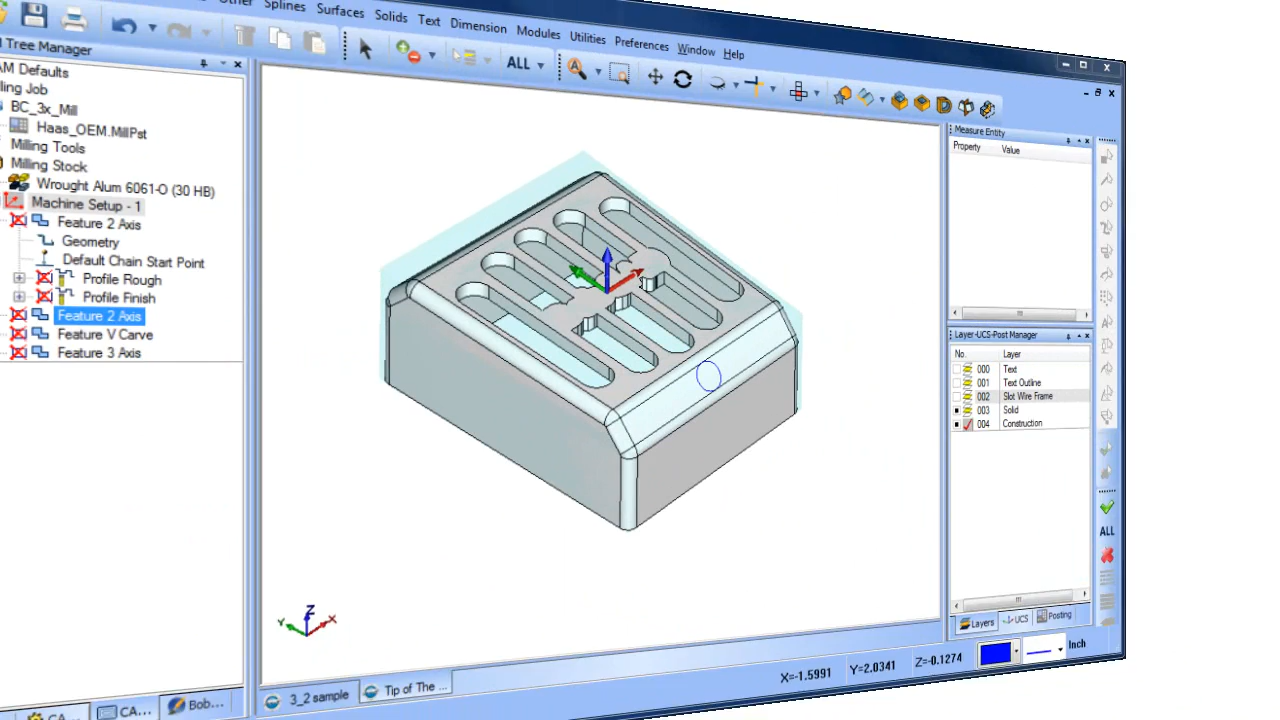 Splines Surfaces Solids Text Dimension Modules Utilities Preferences Window Help
ALL
Tree Manager
Defaults
Job
BC_3x_Mill
Haas_OEM.MillPst
Milling Tools
Milling Stock
Wrought Alum 6061-O (30 HB)
Machine Setup - 1
Feature 2 Axis
Geometry
Default Chain Start Point
Profile Rough
Profile Finish
Feature 2 Axis
Feature V Carve
Feature 3 Axis
Z
Y
X
Measure Entity
Property Value
Layer-UCS-Post Manager
No. Layer
000 Text
001 Text Outline
002 Slot Wire Frame
003 Solid
004 Construction
ALL
Layers UCS Posting
CA... CA... Bob...
3_2 sample Tip of The ...
X=-1.5991 Y=2.0341 Z=-0.1274 Inch